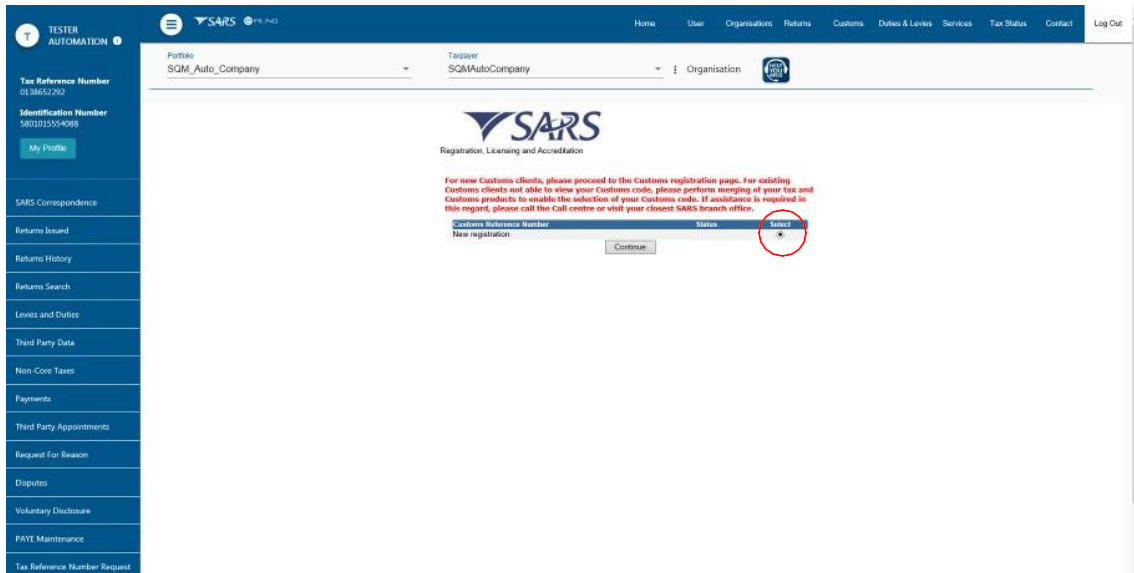 T
TESTER
AUTOMATION
Tax Reference Number
0138652292
Identification Number
5801015554088
My Profile
SARS Correspondence
Returns Issued
Returns History
Returns Search
Levies and Duties
Third Party Data
Non-Core Taxes
Payments
Third Party Appointments
Request For Reason
Disputes
Voluntary Disclosure
PAYE Maintenance
Tax Reference Number Request
SARS eFILING
Home User Organisations Returns Customs Duties & Levies Services Tax Status Contact Log Out
Portfolio
SQM_Auto_Company
Taxpayer
SQMAutoCompany
Organisation
HELP YOU
SARS
Registration, Licensing and Accreditation
For new Customs clients, please proceed to the Customs registration page. For existing
Customs clients not able to view your Customs code, please perform merging of your tax and
Customs products to enable the selection of your Customs code. If assistance is required in
this regard, please call the Call centre or visit your closest SARS branch office.
Customs Reference Number Status Select
New registration
Continue